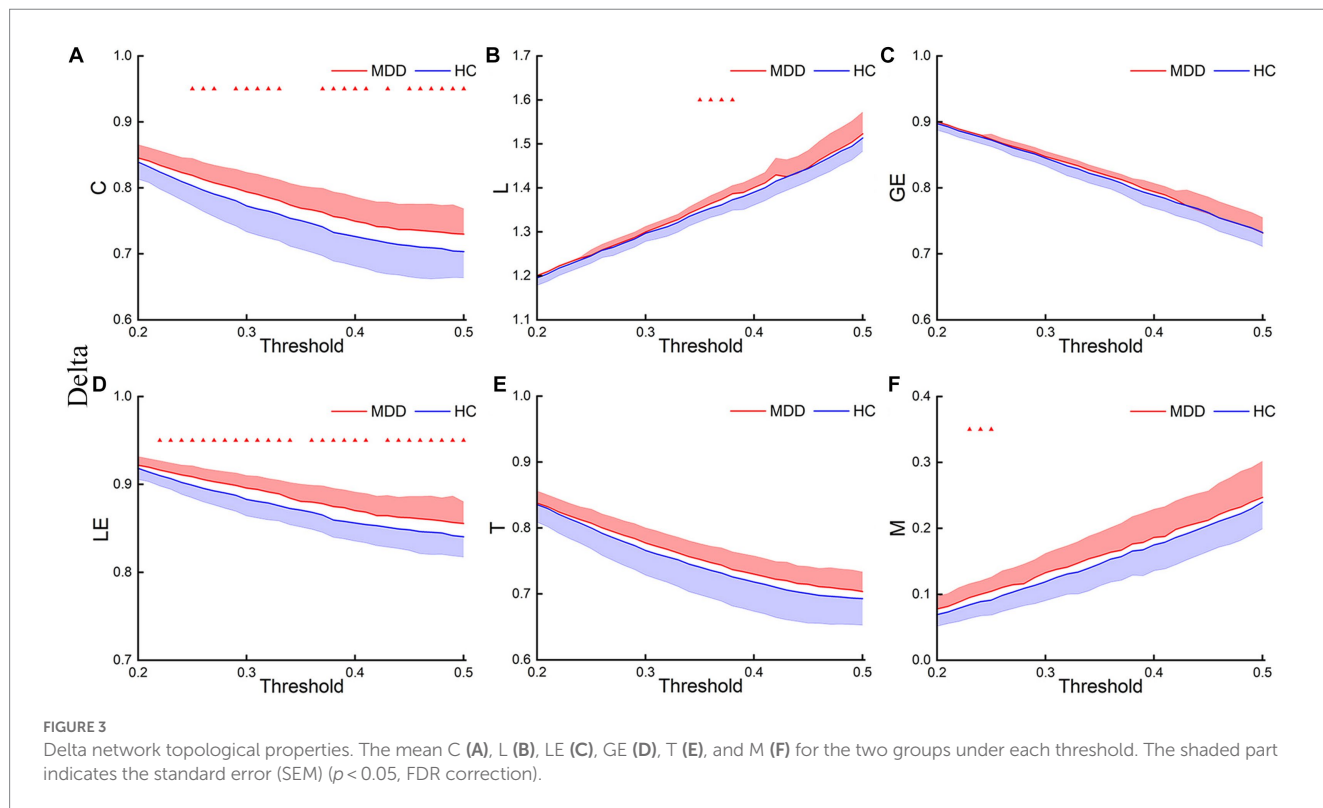 A
1.0
0.9
0.8
0.7
0.6
C
MDD
HC
0.2
0.3
0.4
0.5
Threshold
B
1.7
1.6
1.5
1.4
1.3
1.2
1.1
L
MDD
HC
0.2
0.3
0.4
0.5
Threshold
C
1.0
0.9
0.8
0.7
0.6
GE
MDD
HC
0.2
0.3
0.4
0.5
Threshold
Delta
D
1.0
0.9
0.8
0.7
LE
MDD
HC
0.2
0.3
0.4
0.5
Threshold
E
1.0
0.9
0.8
0.7
0.6
T
MDD
HC
0.2
0.3
0.4
0.5
Threshold
F
0.4
0.3
0.2
0.1
0.0
M
MDD
HC
0.2
0.3
0.4
0.5
Threshold
FIGURE 3
Delta network topological properties. The mean C (A), L (B), LE (C), GE (D), T (E), and M (F) for the two groups under each threshold. The shaded part
indicates the standard error (SEM) (p < 0.05, FDR correction).